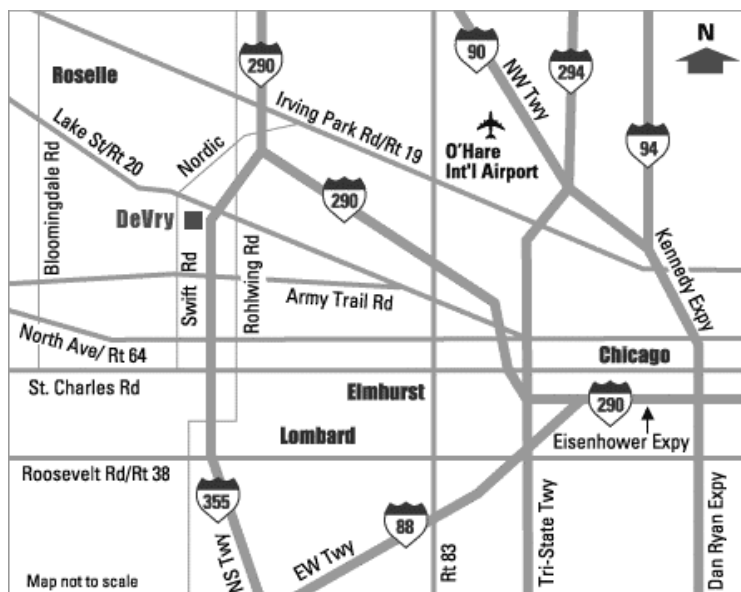 N
290
90
NW Twy
294
94
Roselle
Irving Park Rd/Rt 19
Lake St/Rt 20
Nordic
O'Hare
Int'l Airport
Bloomingdale Rd
290
DeVry
Swift Rd
Rohlwing Rd
Kennedy Expy
Army Trail Rd
North Ave/ Rt 64
Chicago
St. Charles Rd
Elmhurst
290
Eisenhower Expy
Lombard
Roosevelt Rd/Rt 38
355
88
NS Twy
EW Twy
Rt 83
Tri-State Twy
Dan Ryan Expy
Map not to scale